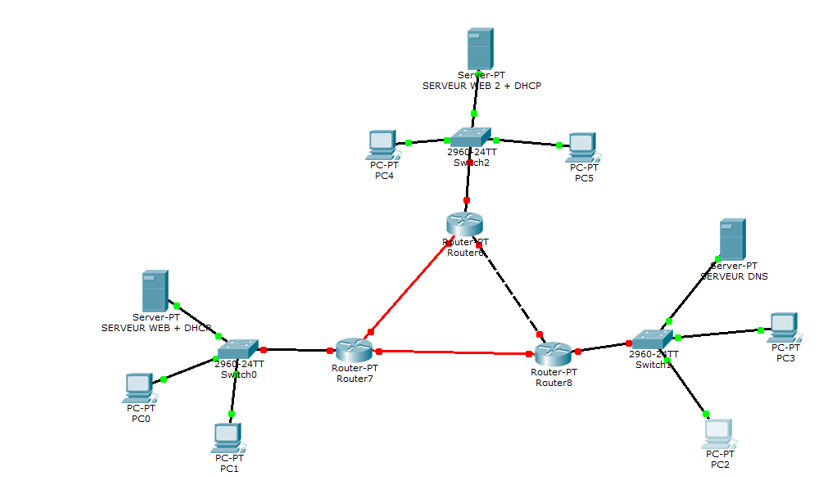 Server-PT
SERVEUR WEB 2 + DHCP
PC-PT
PC4
2960-24TT
Switch2
PC-PT
PC5
Router-PT
Server-PT
SERVEUR DNS
Server-PT
SERVEUR WEB + DHCP
2960-24TT
Switch0
Router-PT
Router7
Router-PT
Router8
2960-24TT
PC-PT
PC3
PC-PT
PC0
PC-PT
PC1
PC-PT
PC2